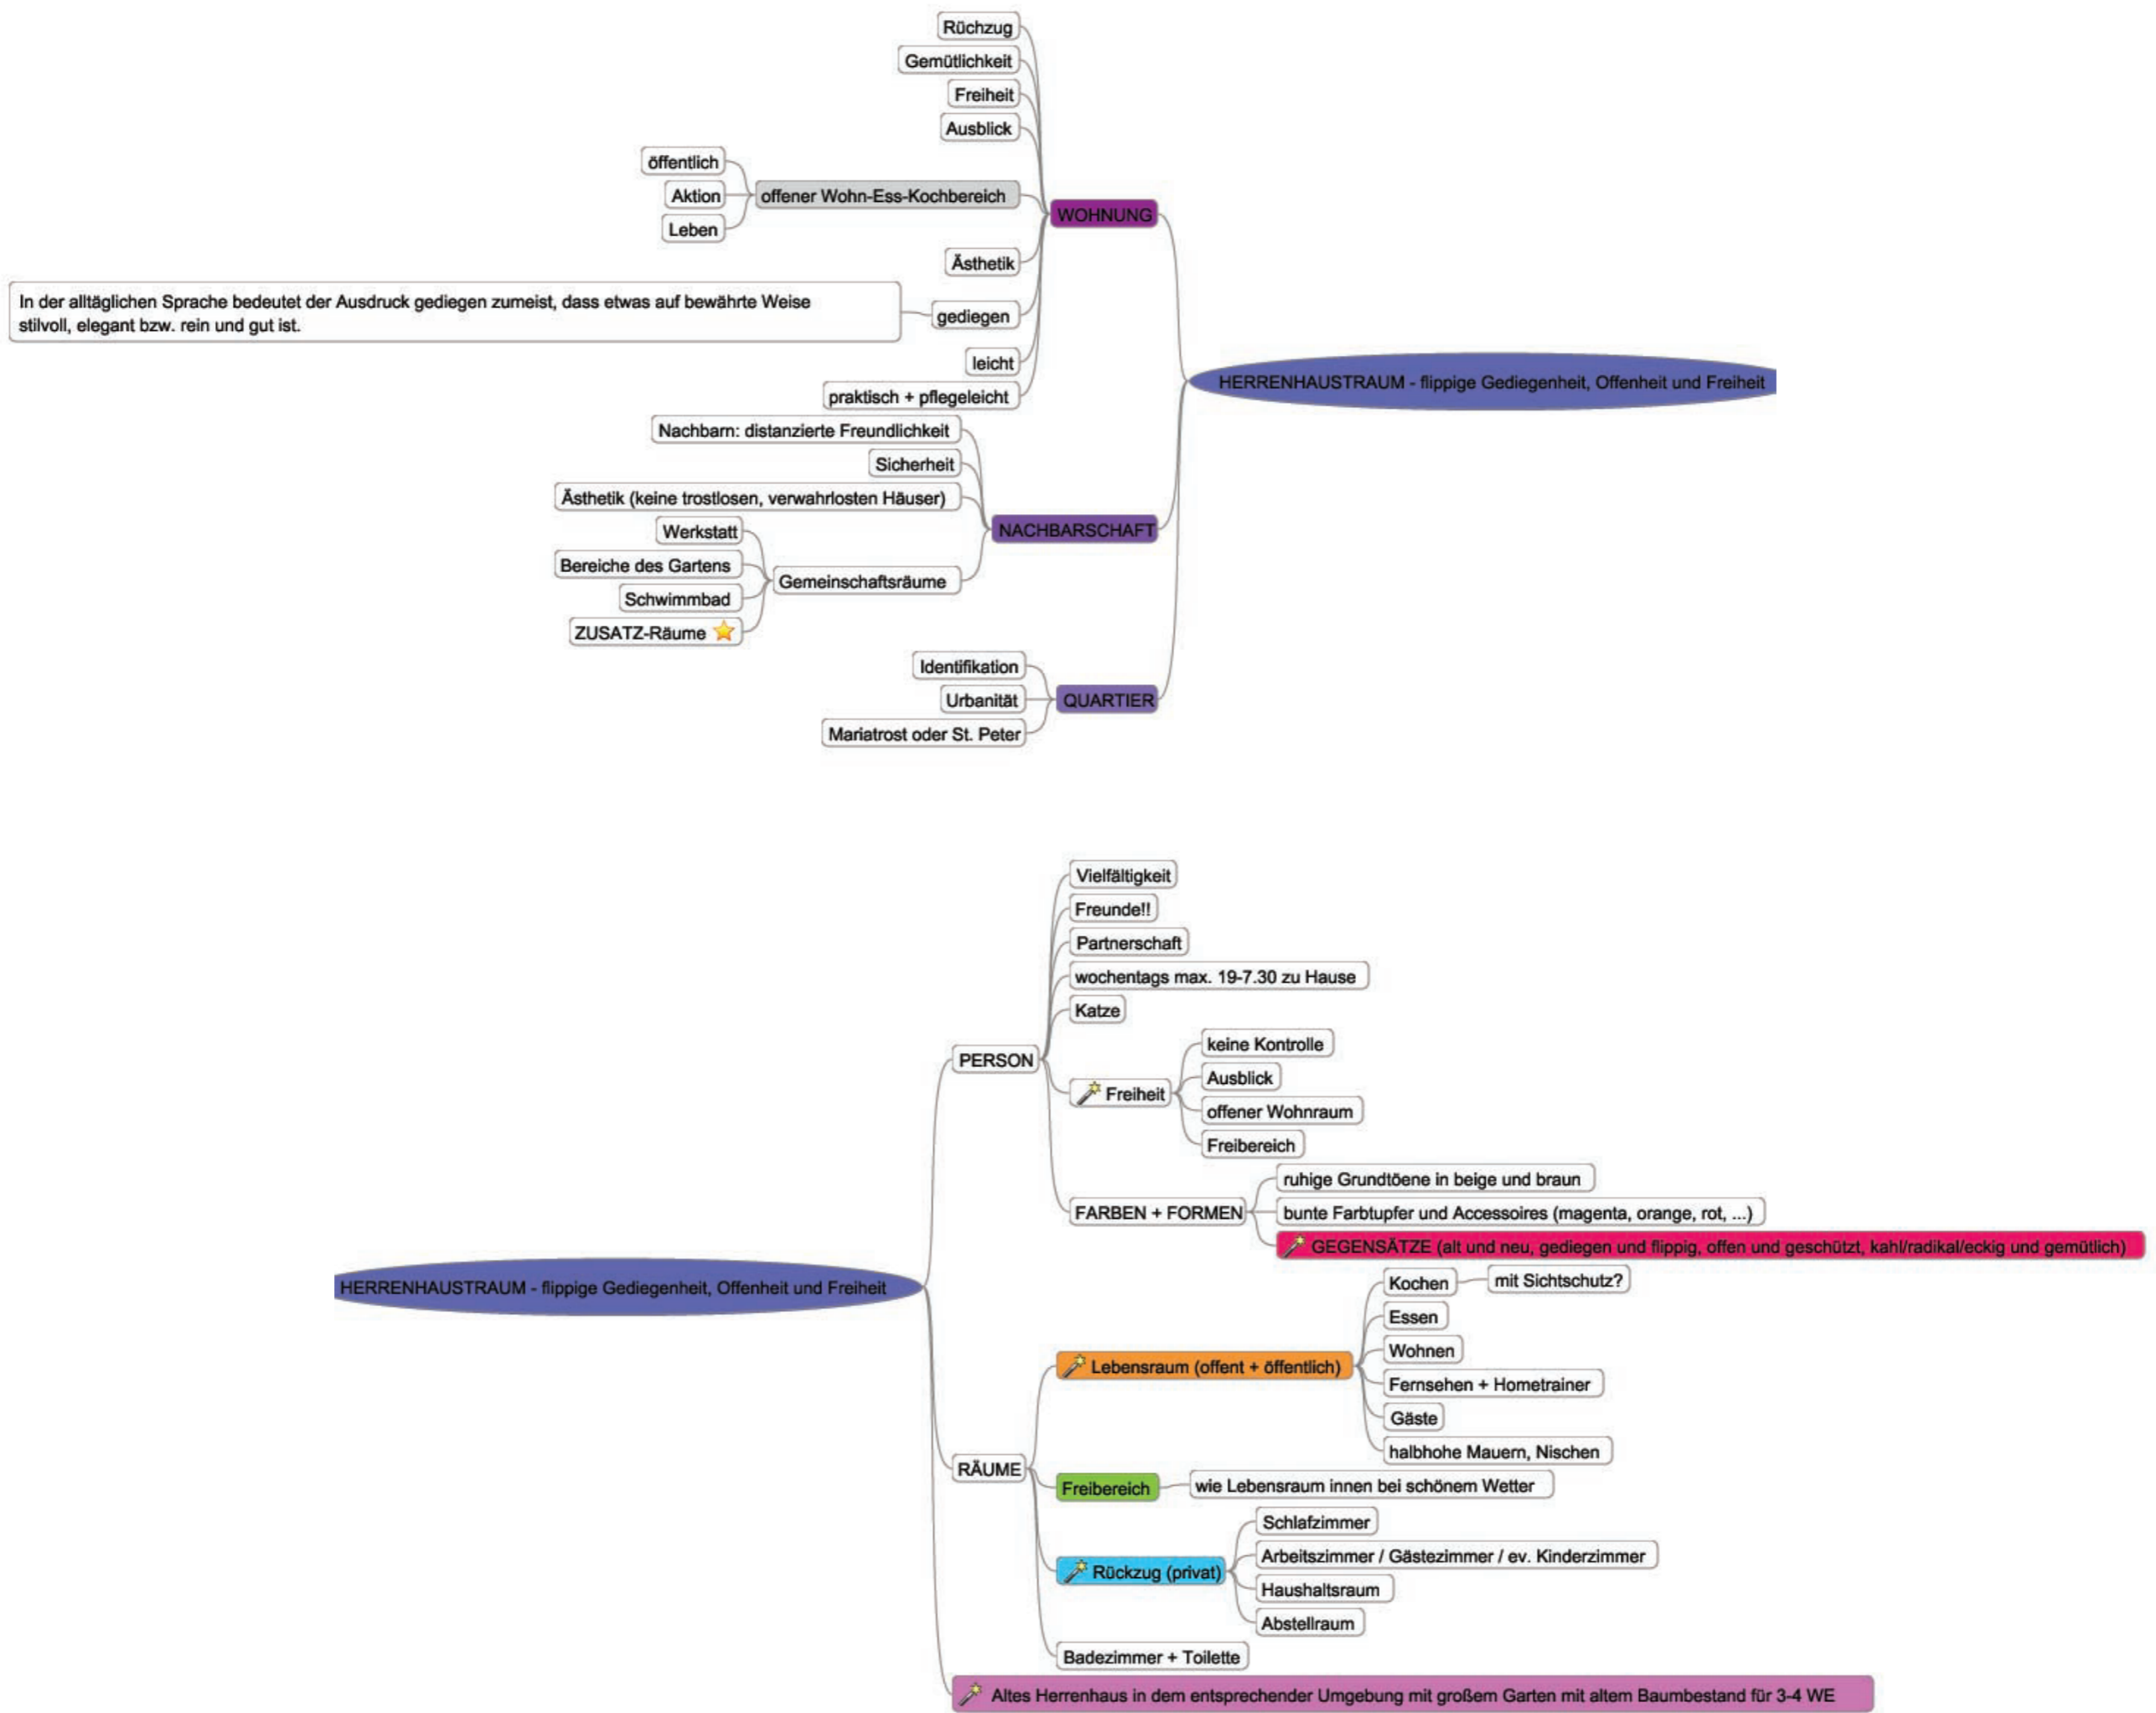 Rüchzug
Gemütlichkeit
Freiheit
Ausblick
öffentlich
Aktion
Leben
offener Wohn-Ess-Kochbereich
WOHNUNG
Ästhetik
In der alltäglichen Sprache bedeutet der Ausdruck gediegen zumeist, dass etwas auf bewährte Weise
stilvoll, elegant bzw. rein und gut ist.
gediegen
leicht
praktisch + pflegeleicht
HERRENHAUSTRAUM - flippige Gediegenheit, Offenheit und Freiheit
Nachbarn: distanzierte Freundlichkeit
Sicherheit
Ästhetik (keine trostlosen, verwahrlosten Häuser)
NACHBARSCHAFT
Werkstatt
Bereiche des Gartens
Schwimmbad
ZUSATZ-Räume
Gemeinschaftsräume
Identifikation
Urbanität
Mariatrost oder St. Peter
QUARTIER
Vielfältigkeit
Freunde!!
Partnerschaft
wochentags max. 19-7.30 zu Hause
Katze
PERSON
Freiheit
keine Kontrolle
Ausblick
offener Wohnraum
Freibereich
FARBEN + FORMEN
ruhige Grundtöene in beige und braun
bunte Farbtupfer und Accessoires (magenta, orange, rot, ...)
GEGENSÄTZE (alt und neu, gediegen und flippig, offen und geschützt, kahl/radikal/eckig und gemütlich)
HERRENHAUSTRAUM - flippige Gediegenheit, Offenheit und Freiheit
Kochen
mit Sichtschutz?
Essen
Wohnen
Lebensraum (offent + öffentlich)
Fernsehen + Hometrainer
Gäste
halbhohe Mauern, Nischen
RÄUME
Freibereich
wie Lebensraum innen bei schönem Wetter
Rückzug (privat)
Schlafzimmer
Arbeitszimmer / Gästezimmer / ev. Kinderzimmer
Haushaltsraum
Abstellraum
Badezimmer + Toilette
Altes Herrenhaus in dem entsprechender Umgebung mit großem Garten mit altem Baumbestand für 3-4 WE